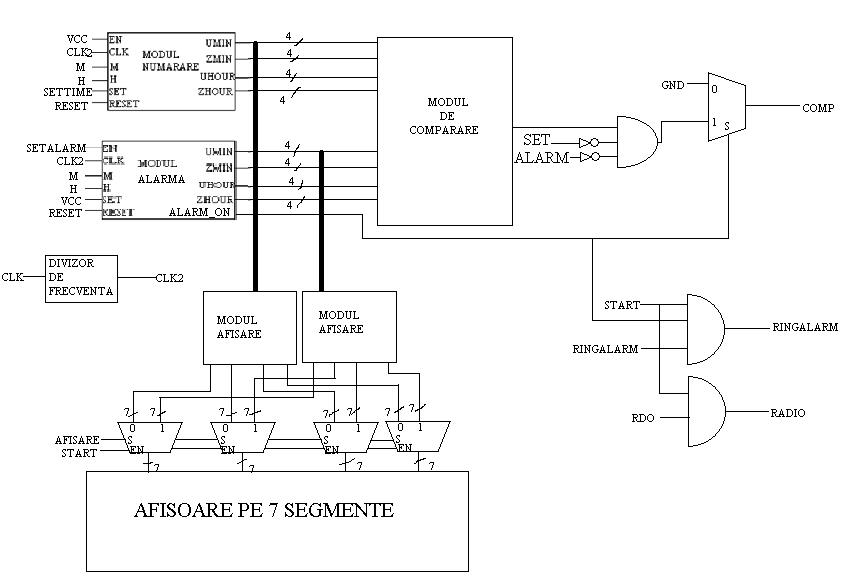 VCC
CLK2
M
H
SETTIME
RESET
EN
CLK
M
H
SET
RESET
MODUL
NUMARARE
UMIN
ZMIN
UHOUR
ZHOUR
4
4
4
4
MODUL
DE
COMPARARE
SET
ALARM
GND
0
1
S
COMP
SETALARM
CLK2
M
H
VCC
RESET
EN
CLK
M
H
SET
RESET
MODUL
ALARMA
UMIN
ZMIN
UHOUR
ZHOUR
ALARM_ON
4
4
4
4
CLK
DIVIZOR
DE
FRECVENTA
CLK2
MODUL
AFISARE
MODUL
AFISARE
START
RINGALARM
RINGALARM
RDO
RADIO
7
7
7
7
7
7
7
7
0 1
0 1
0 1
0 1
AFISARE
START
S
EN
S
EN
S
EN
S
EN
7
7
7
7
AFISOARE PE 7 SEGMENTE